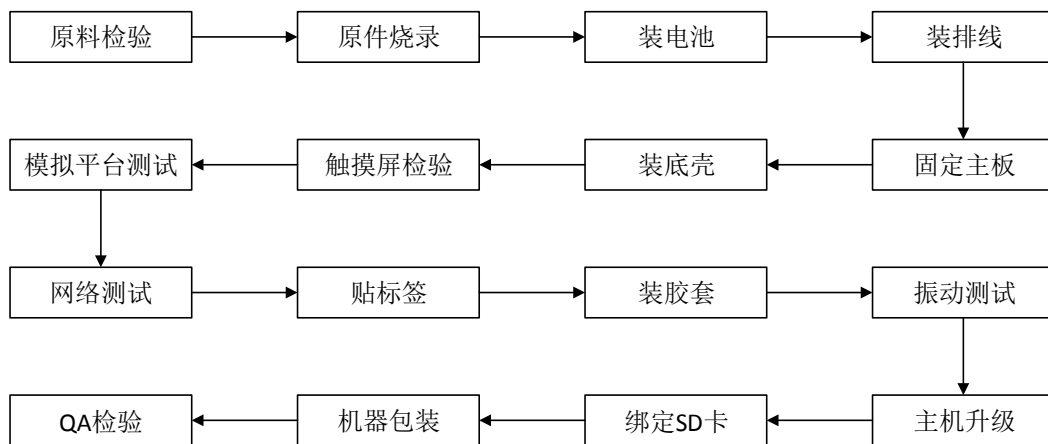 原料检验
原件烧录
装电池
装排线
固定主板
装底壳
触摸屏检验
模拟平台测试
网络测试
贴标签
装胶套
振动测试
主机升级
绑定SD卡
机器包装
QA检验